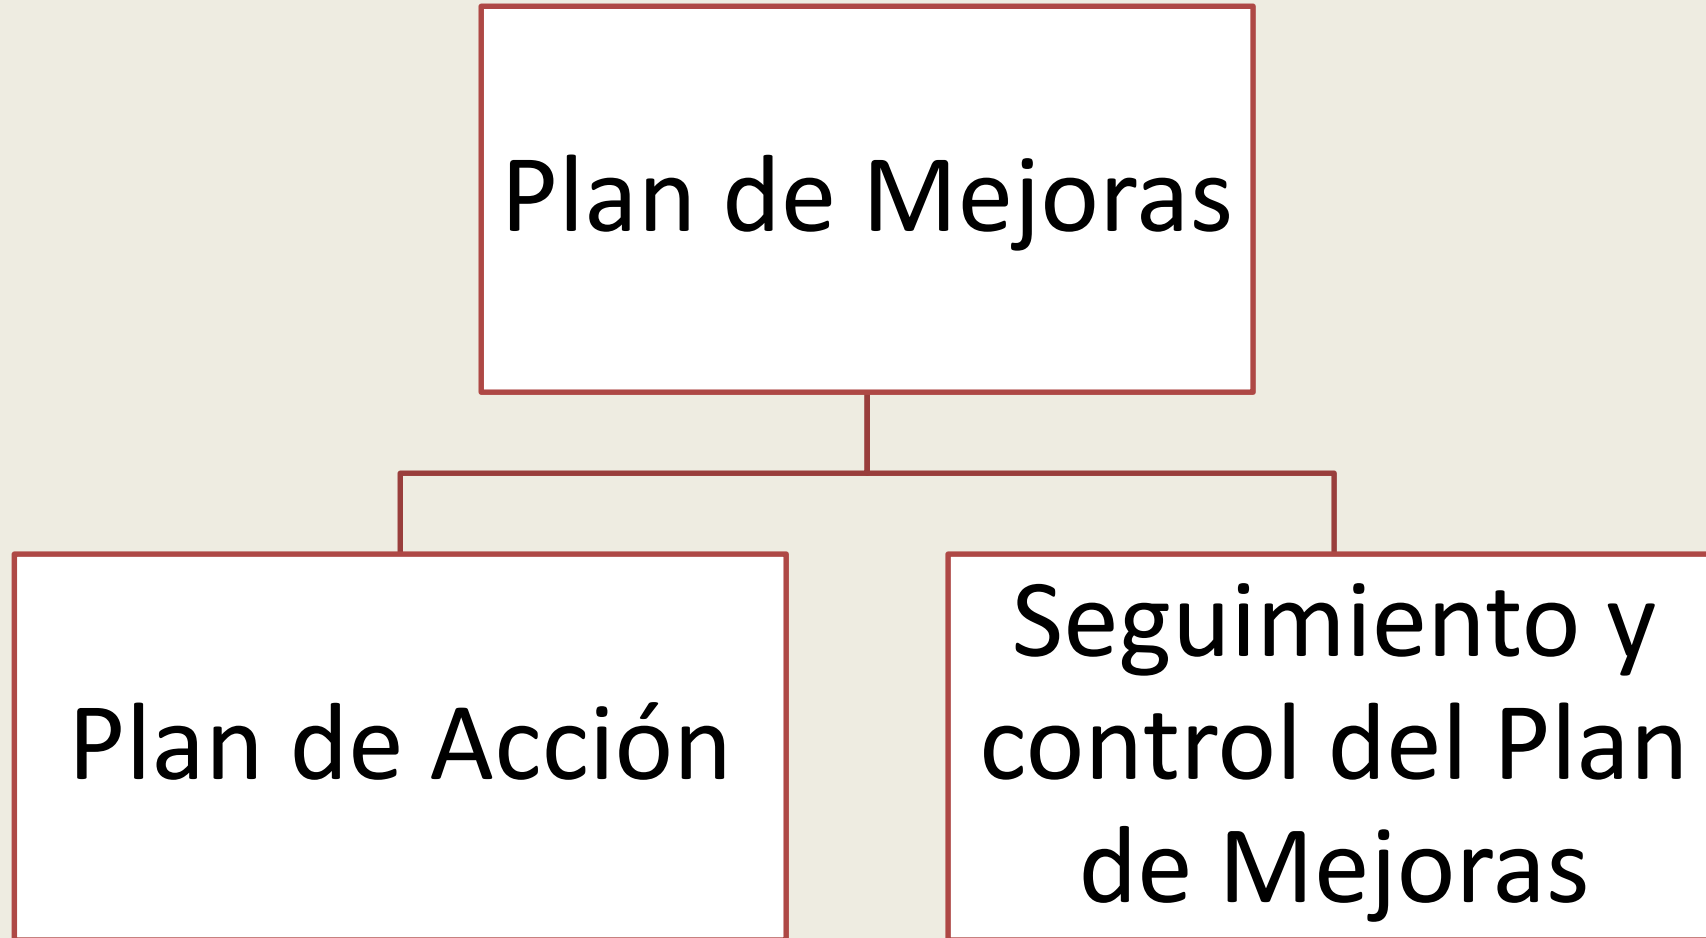 Plan de Mejoras
Plan de Acción
Seguimiento y
control del Plan
de Mejoras